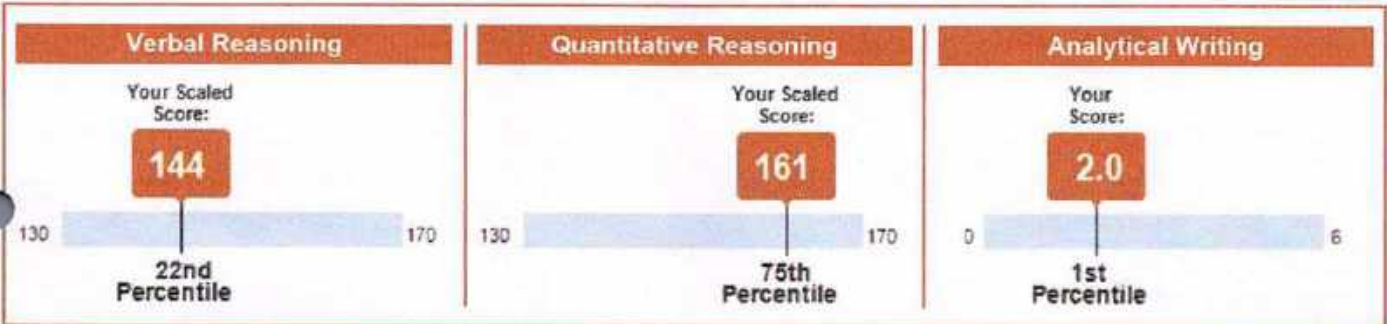 Verbal Reasoning
Your Scaled
Score:
144
130
170
22nd
Percentile
Quantitative Reasoning
Your Scaled
Score:
161
130
170
75th
Percentile
Analytical Writing
Your
Score:
2.0
0
6
1st
Percentile